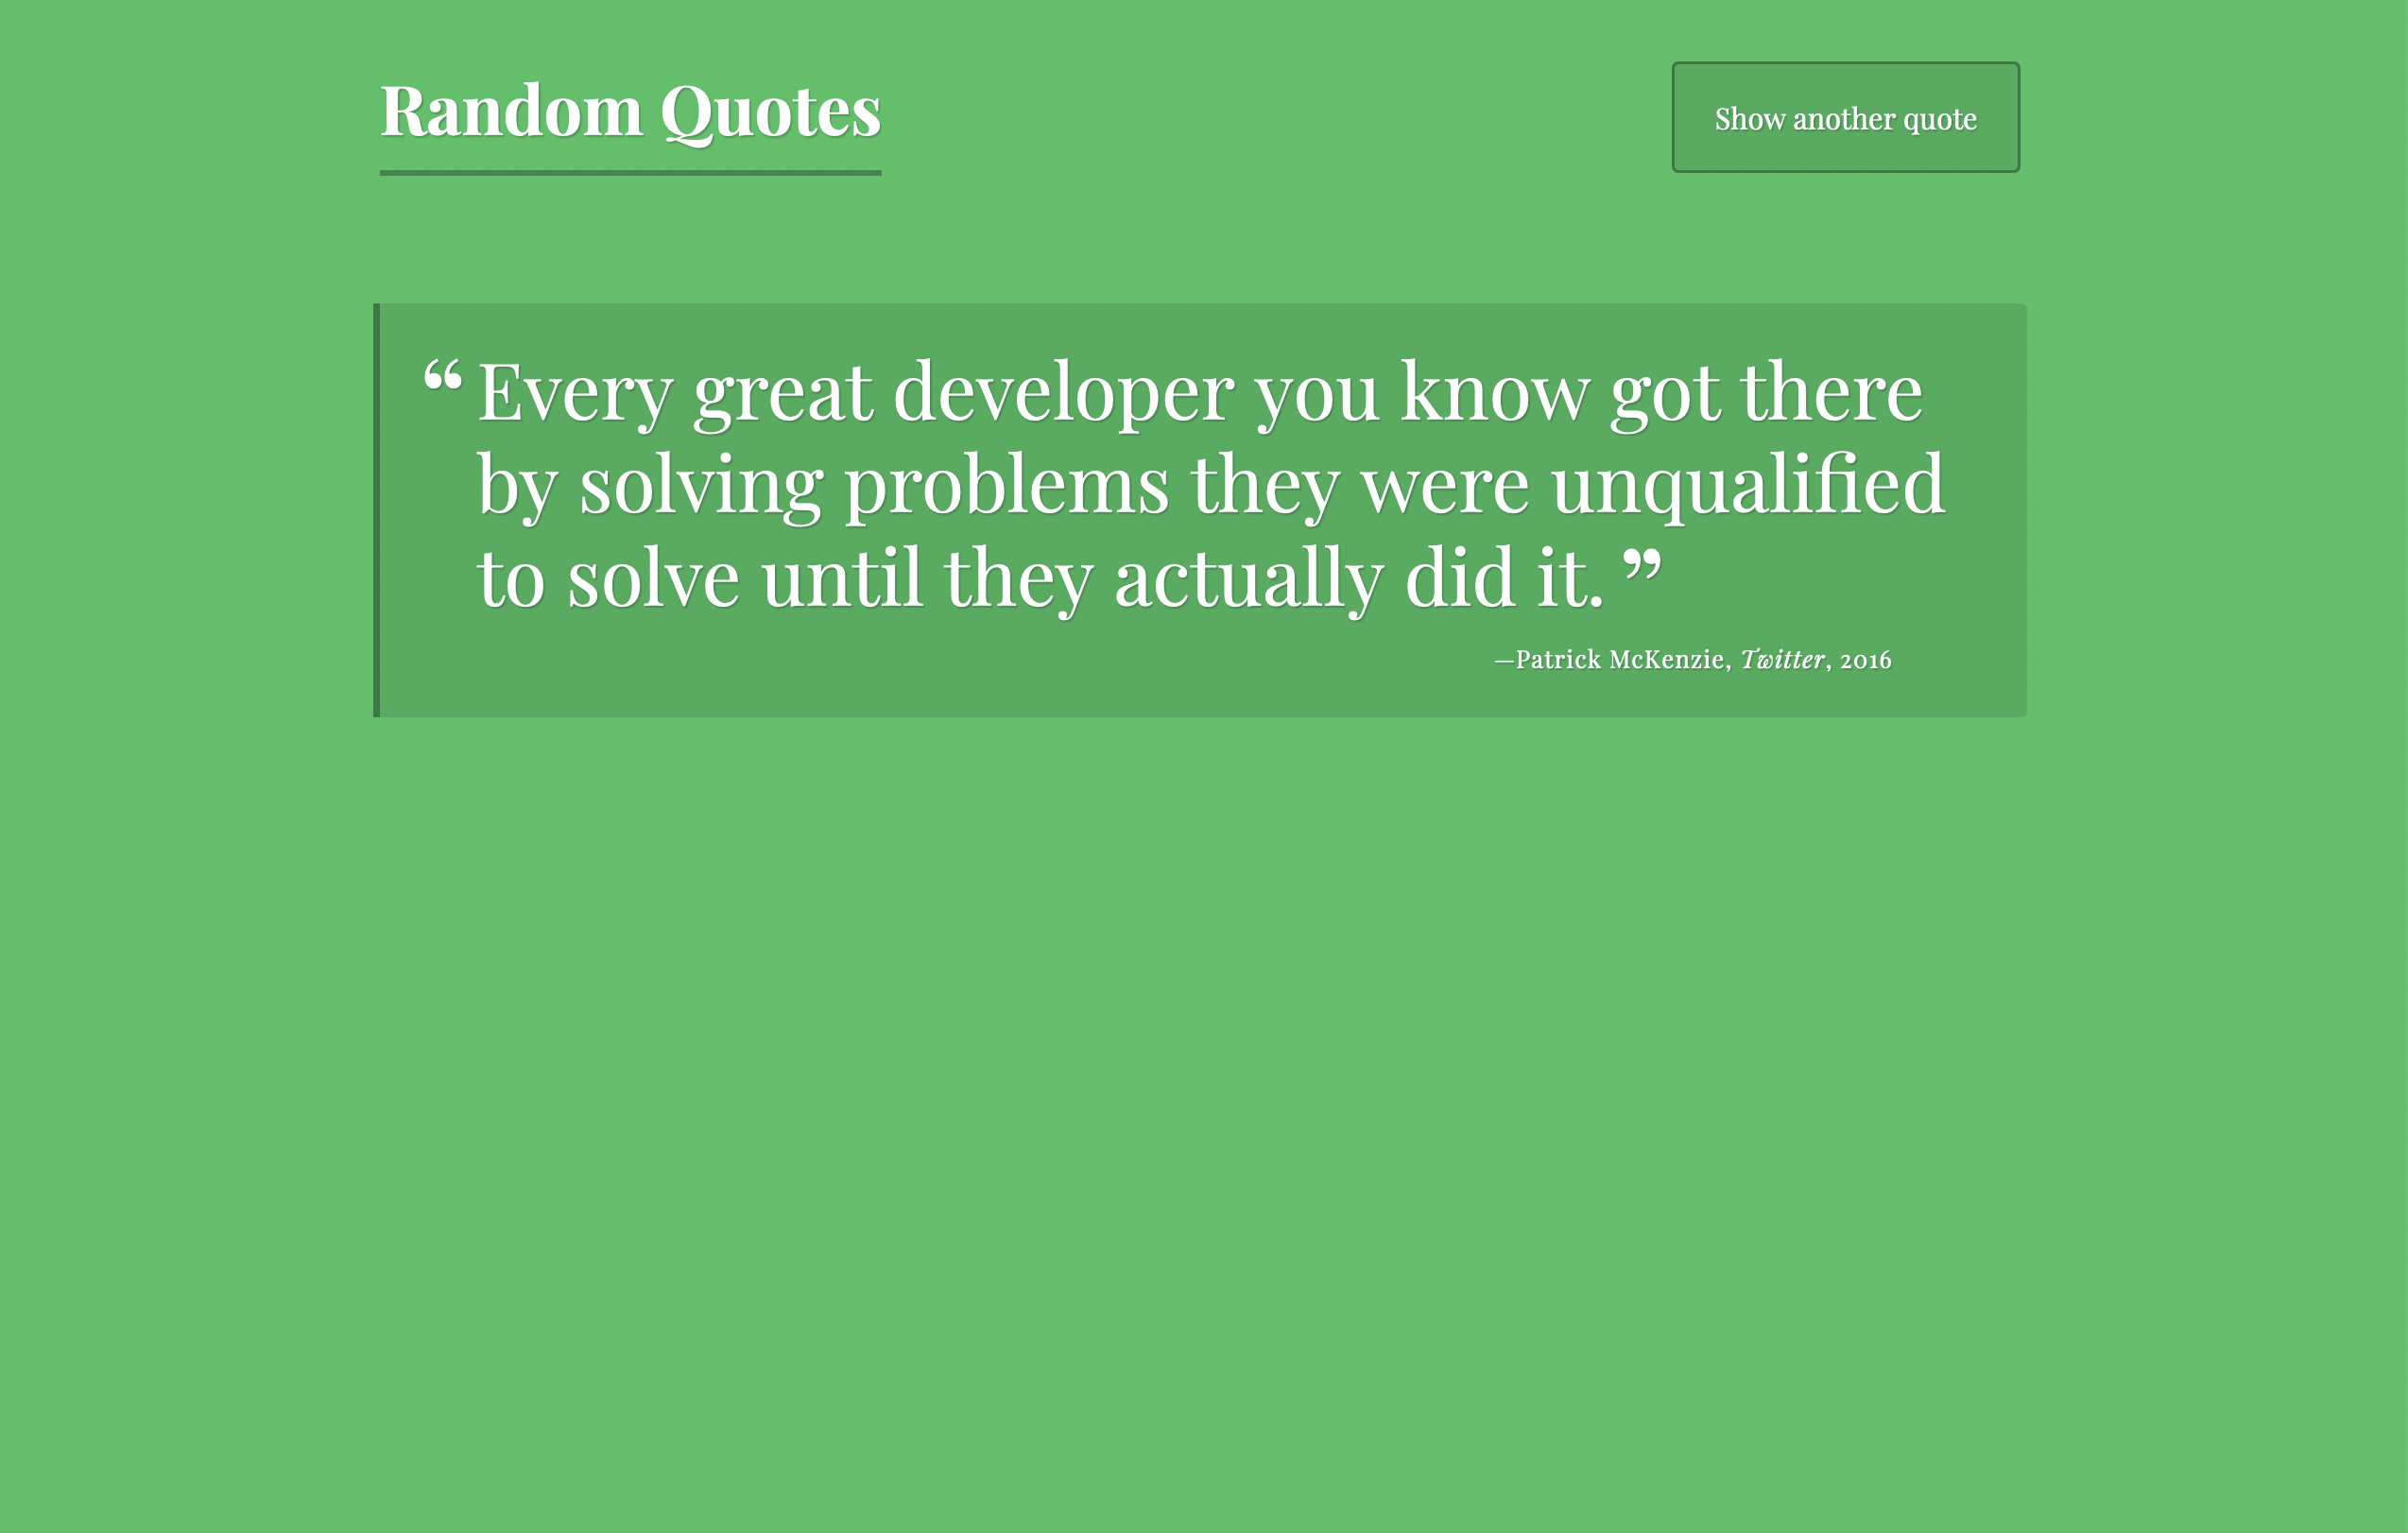 Random Quotes
Show another quote
“Every great developer you know got there
by solving problems they were unqualified
to solve until they actually did it.”
—Patrick McKenzie, Twitter, 2016